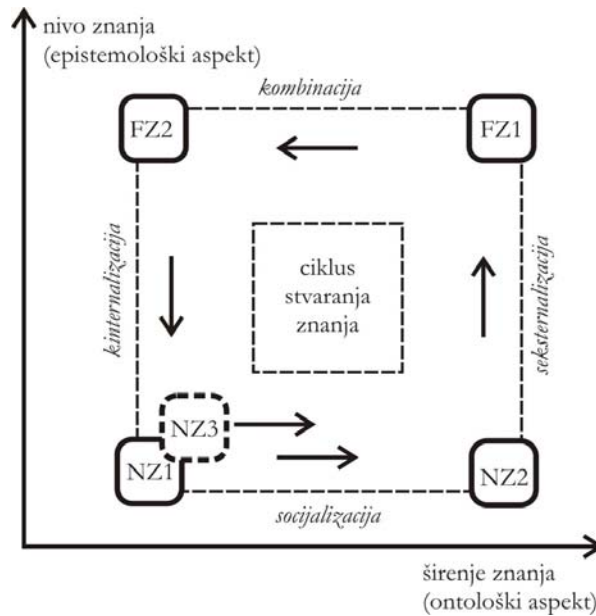 nivo znanja
(epistemološki aspekt)
kombinacija
FZ2
FZ1
kinternalizacija
ciklus
stvaranja
znanja
seksternalizacija
NZ3
NZ1
NZ2
socijalizacija
širenje znanja
(ontološki aspekt)